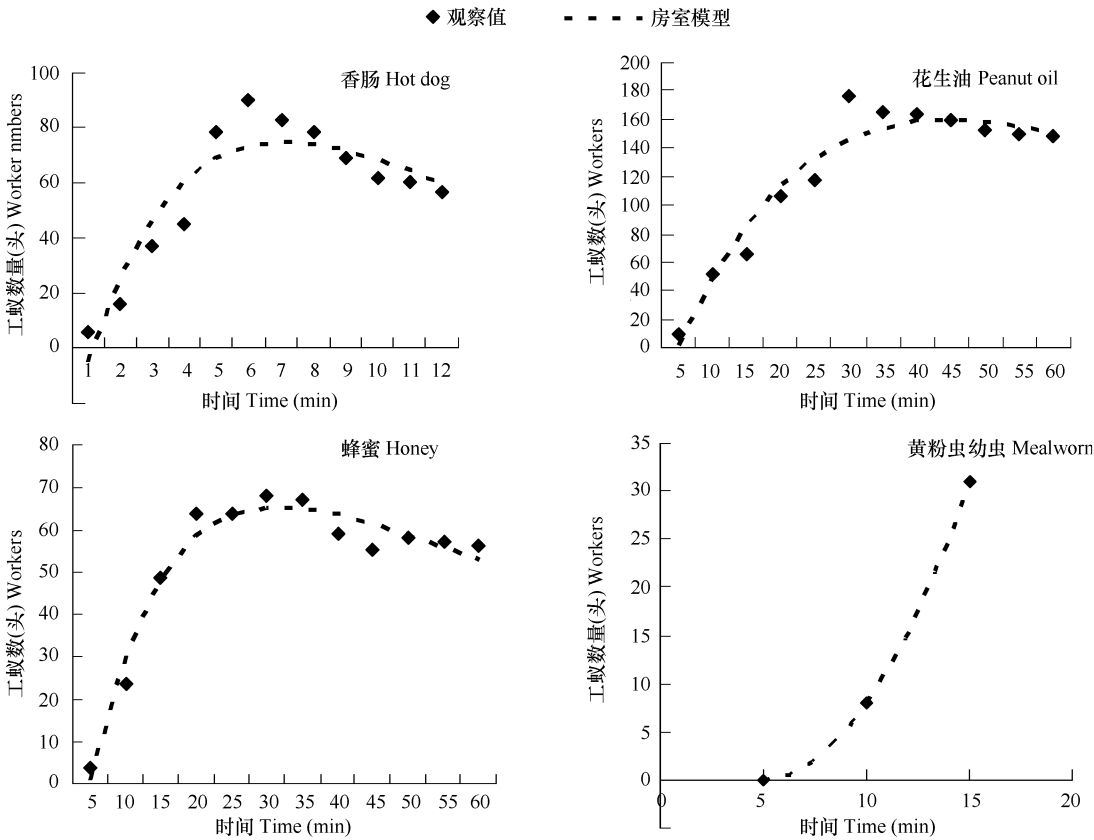 观察值 房室模型
香肠 Hot dog
工蚁数量(头) Worker nmbers
100
80
60
40
20
0
1 2 3 4 5 6 7 8 9 10 11 12
时间 Time (min)
花生油 Peanut oil
工蚁数(头) Workers
200
180
160
140
120
100
80
60
40
20
0
5 10 15 20 25 30 35 40 45 50 55 60
时间 Time (min)
蜂蜜 Honey
工蚁数(头) Workers
80
70
60
50
40
30
20
10
0
5 10 15 20 25 30 35 40 45 50 55 60
时间 Time (min)
黄粉虫幼虫 Mealworn
工蚁数量(头) Workers
35
30
25
20
15
10
5
0
0 5 10 15 20
时间 Time (min)